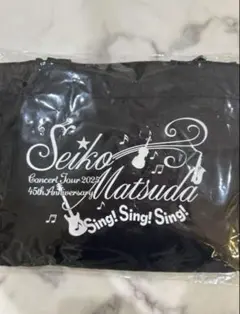 Seiko
Concert Tour 2025
45th Anniversary
Matsuda
Sing! Sing! Sing!